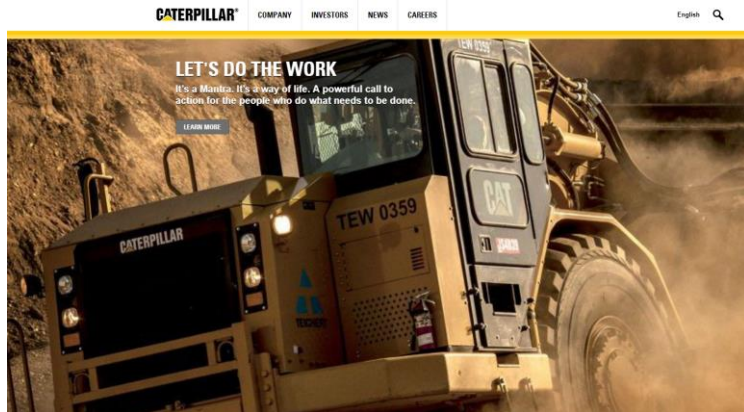 CATERPILLAR®
COMPANY
INVESTORS
NEWS
CAREERS
English
LET'S DO THE WORK
It's a Mantra. It's a way of life. A powerful call to
action for the people who do what needs to be done.
LEARN MORE
TEW 0359
CAT
TEW 0359
CATERPILLAR
TEICHERT